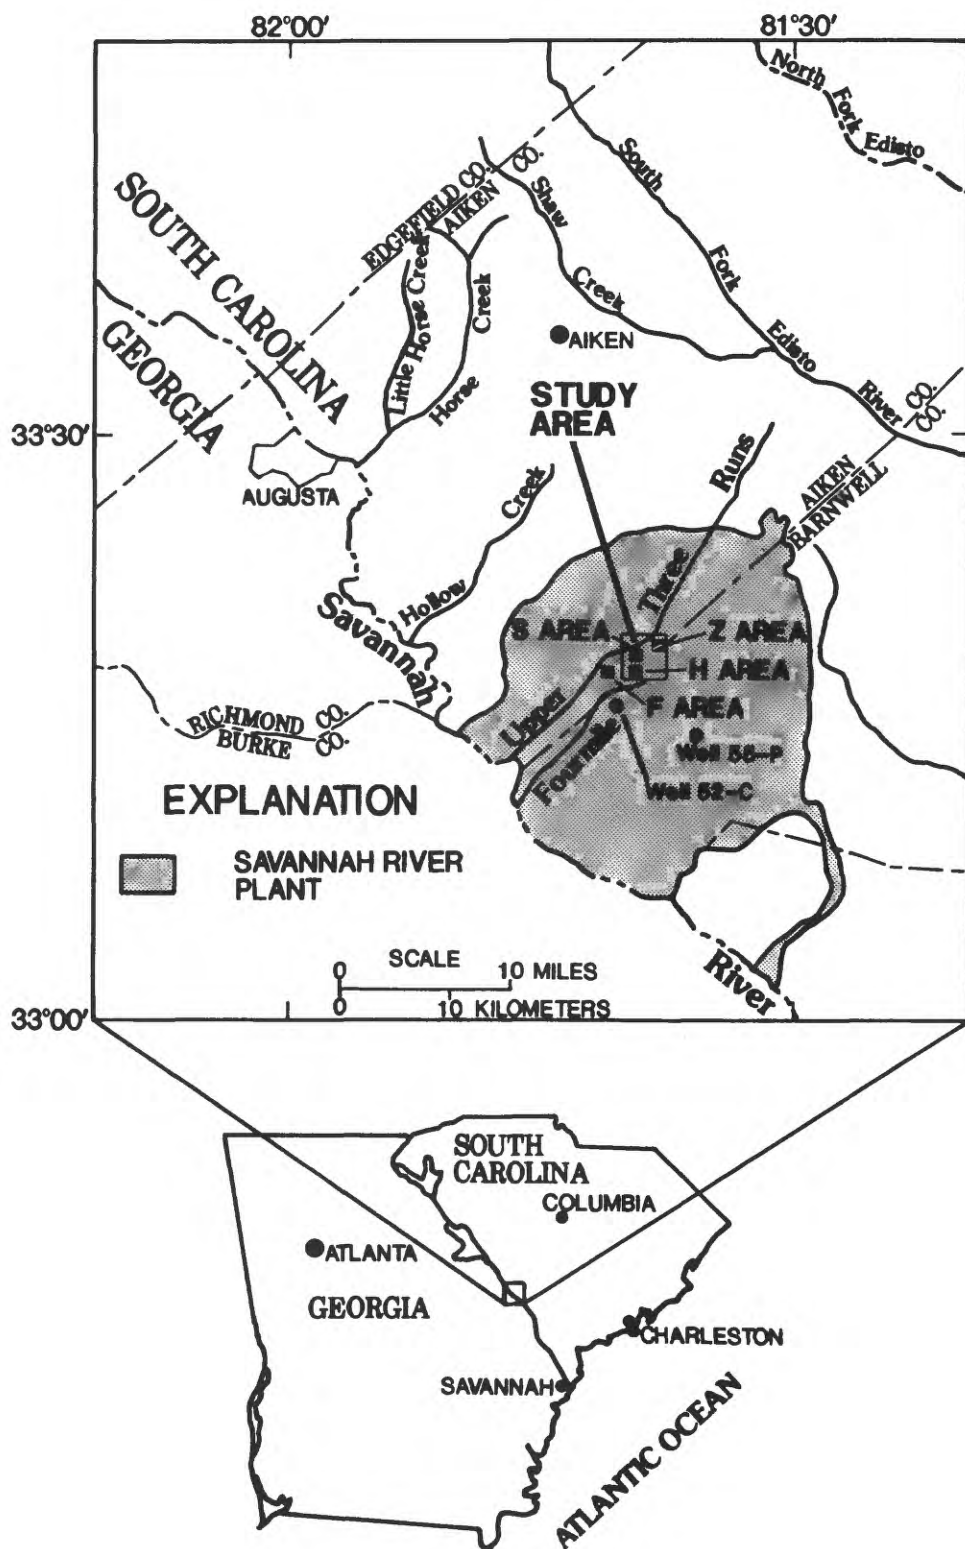 82°00'
81°30'
North Fork Edisto
South Fork Edisto River
EDGEFIELD CO.
AIKEN CO.
Shaw Creek
SOUTH CAROLINA
GEORGIA
Little Horse Creek
Horse Creek
AIKEN
STUDY
AREA
33°30'
AUGUSTA
Hollow Creek
Upper Three Runs
AIKEN CO.
BARNWELL CO.
Savannah River
S AREA
Z AREA
H AREA
F AREA
Fourmile
Well 52-C
RICHMOND CO.
BURKE CO.
EXPLANATION
SAVANNAH RIVER
PLANT
SCALE
0 10 MILES
0 10 KILOMETERS
33°00'
SOUTH
CAROLINA
COLUMBIA
ATLANTA
GEORGIA
CHARLESTON
SAVANNAH
ATLANTIC OCEAN